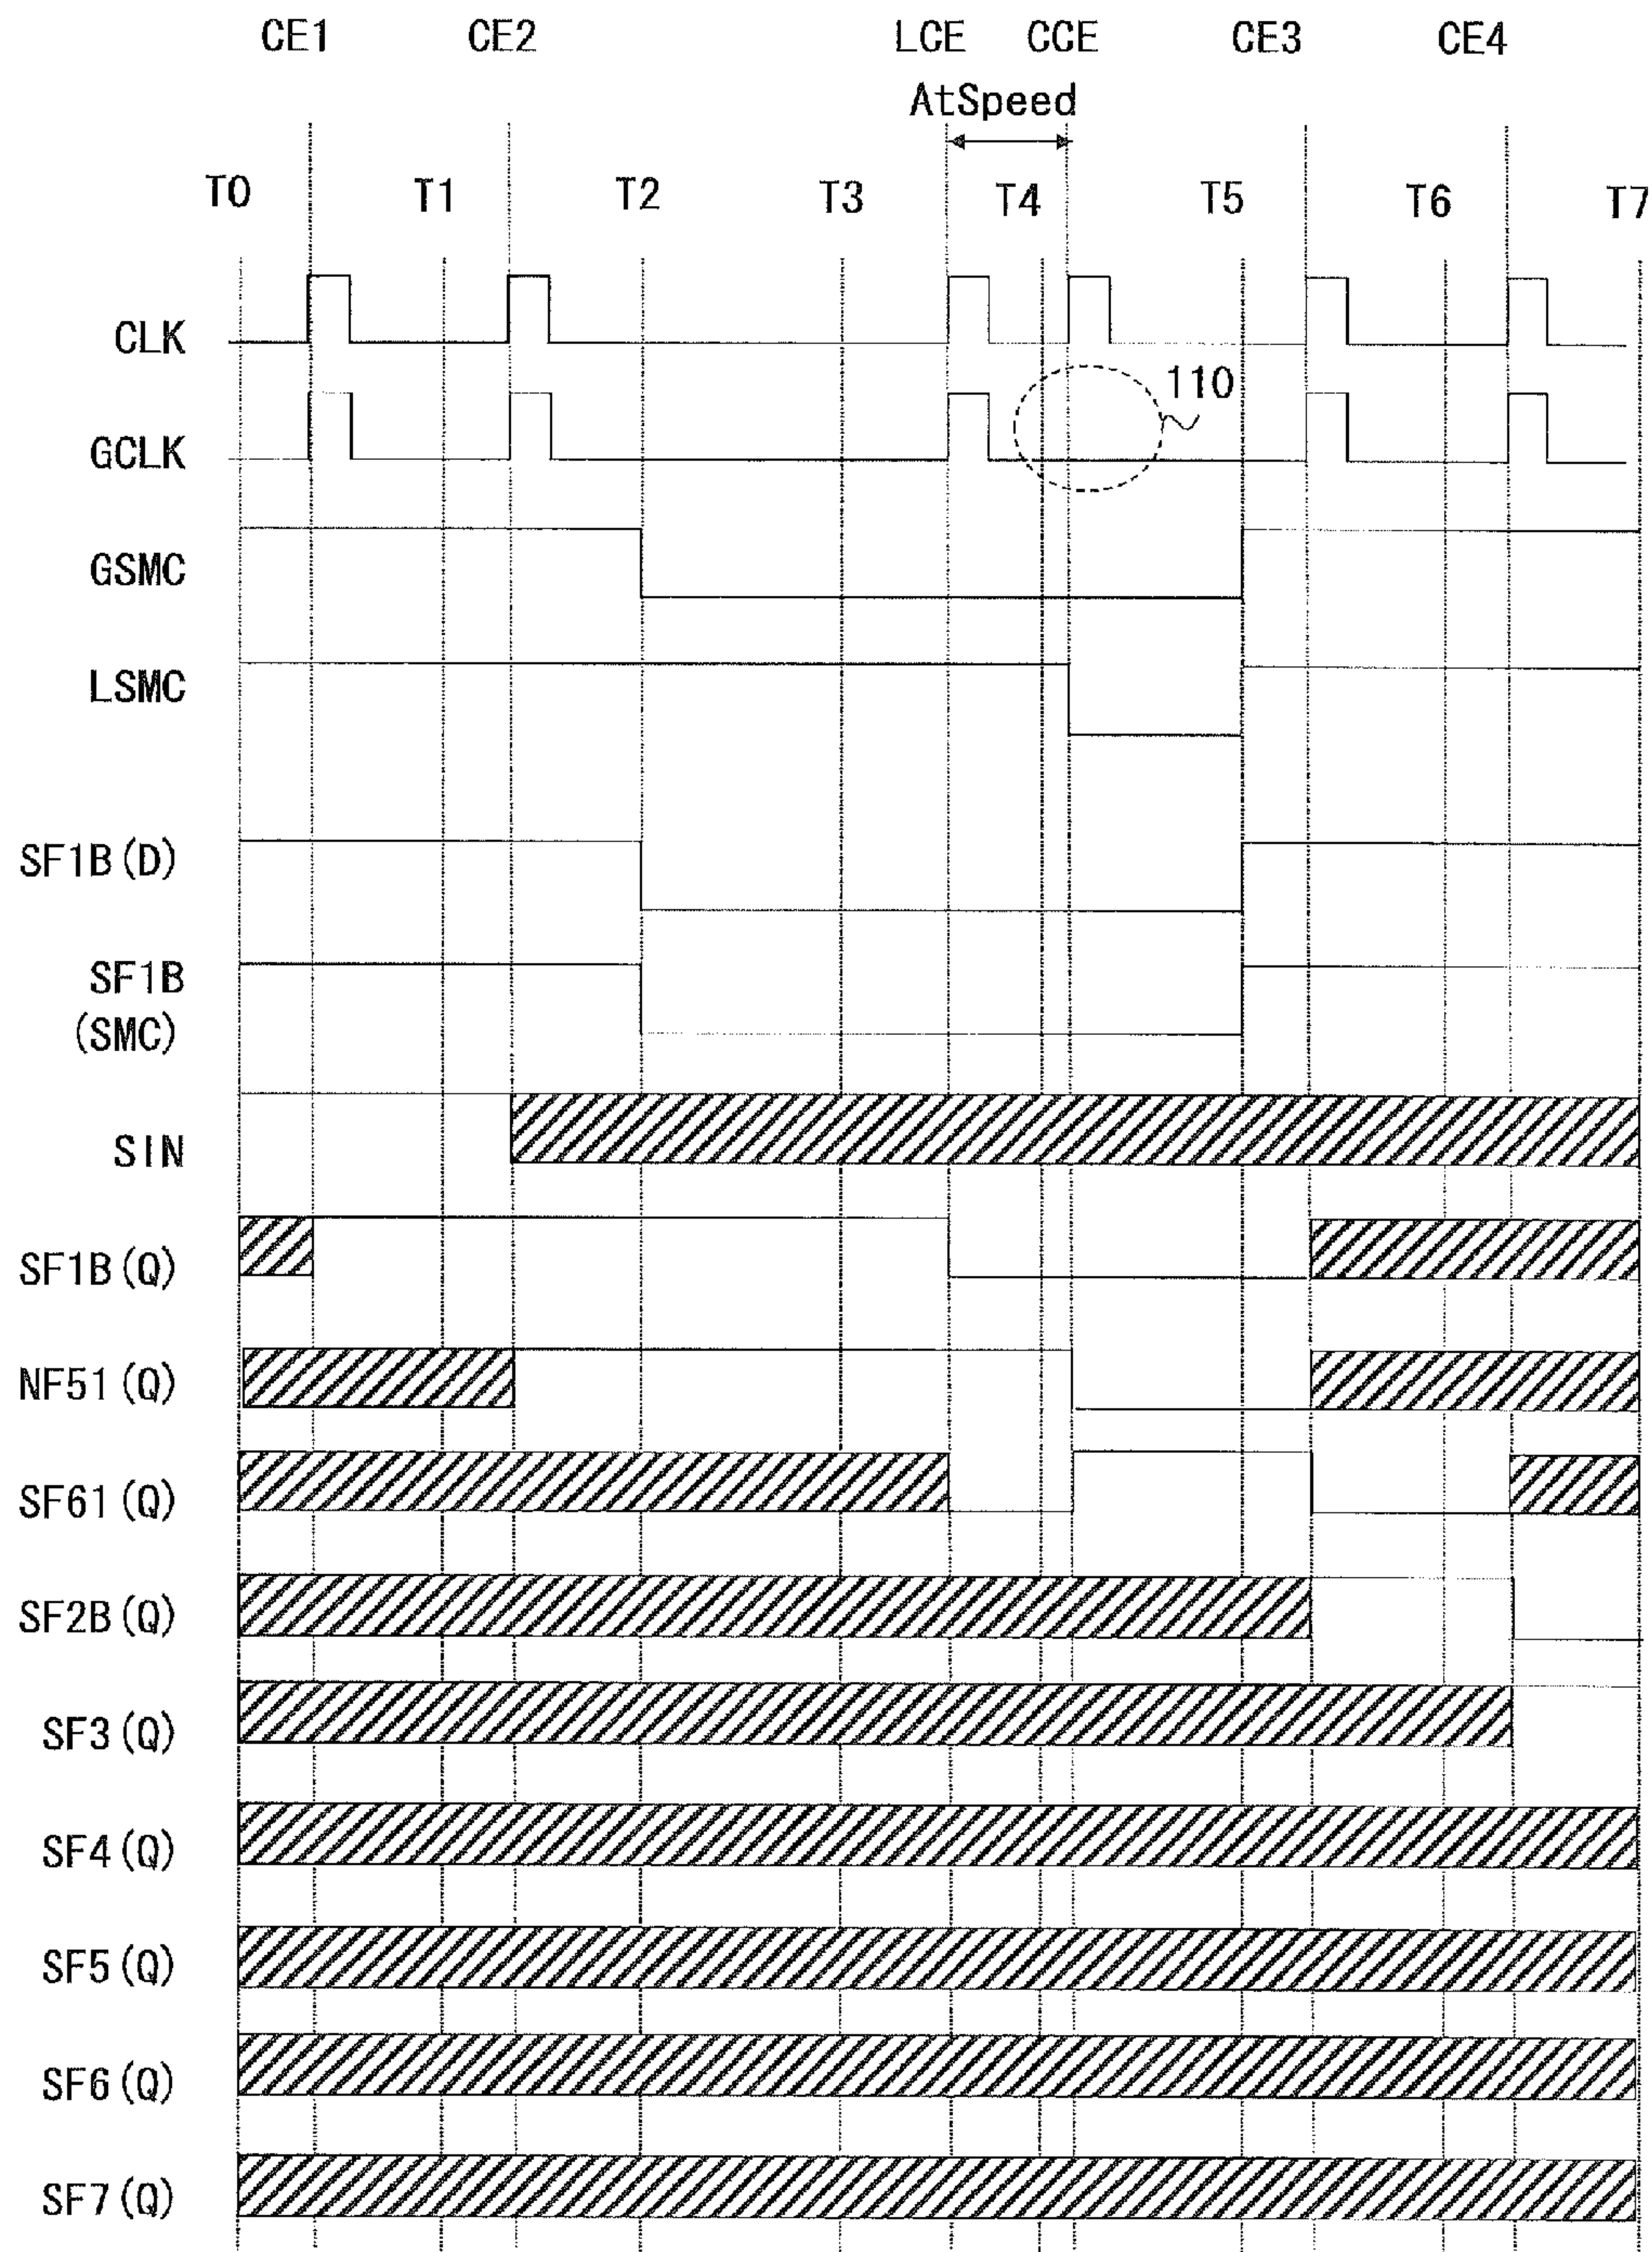 CE1 CE2 LCE CCE CE3 CE4
AtSpeed
T0 T1 T2 T3 T4 T5 T6 T7
CLK
110
GCLK
GSMC
LSMC
SF1B(D)
SF1B
(SMC)
SIN
SF1B(Q)
NF51(Q)
SF61(Q)
SF2B(Q)
SF3(Q)
SF4(Q)
SF5(Q)
SF6(Q)
SF7(Q)